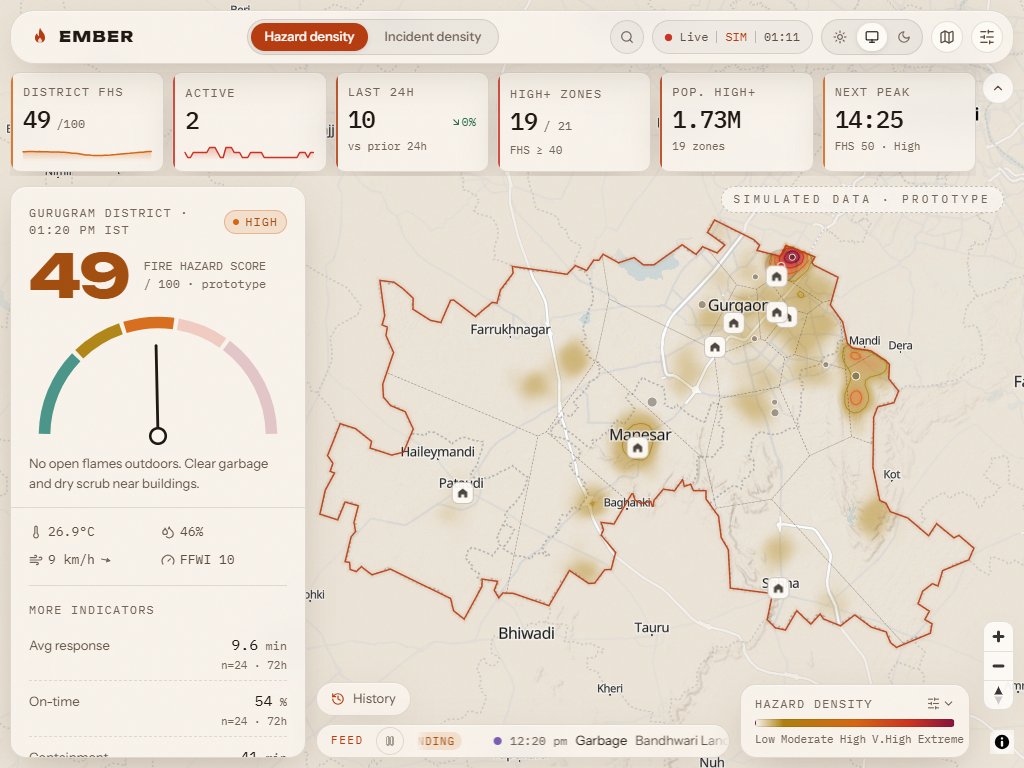 EMBER
Hazard density
Incident density
Live | SIM | 01:11
DISTRICT FHS
49 /100
ACTIVE
2
LAST 24H
10
↘0%
vs prior 24h
HIGH+ ZONES
19 / 21
FHS ≥ 40
POP. HIGH+
1.73M
19 zones
NEXT PEAK
14:25
FHS 50 · High
SIMULATED DATA · PROTOTYPE
GURUGRAM DISTRICT ·
01:20 PM IST
HIGH
49
FIRE HAZARD SCORE
/ 100 · prototype
No open flames outdoors. Clear garbage
and dry scrub near buildings.
26.9°C
46%
9 km/h →
FFWI 10
MORE INDICATORS
Avg response
9.6 min
n=24 · 72h
On-time
54 %
n=24 · 72h
Containment
41 min
Gurgaon
Farrukhnagar
Mandi
Dera
Manesar
Haileymandi
Pataudi
Baghanki
Kot
Sohna
Bhiwadi
Tauru
Kheri
Nuh
History
FEED
NDING
12:20 pm Garbage Bandhwari Lan
HAZARD DENSITY
Low Moderate High V.High Extreme